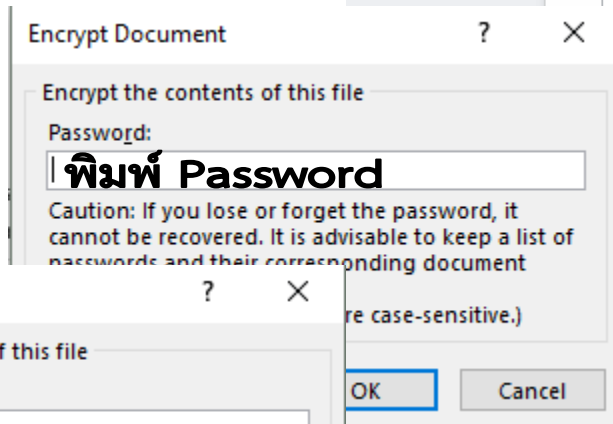 Encrypt Document ? ×
Encrypt the contents of this file
Password:
พิมพ์ Password
Caution: If you lose or forget the password, it
cannot be recovered. It is advisable to keep a list of
passwords and their corresponding document
? ×
re case-sensitive.)
f this file
OK Cancel